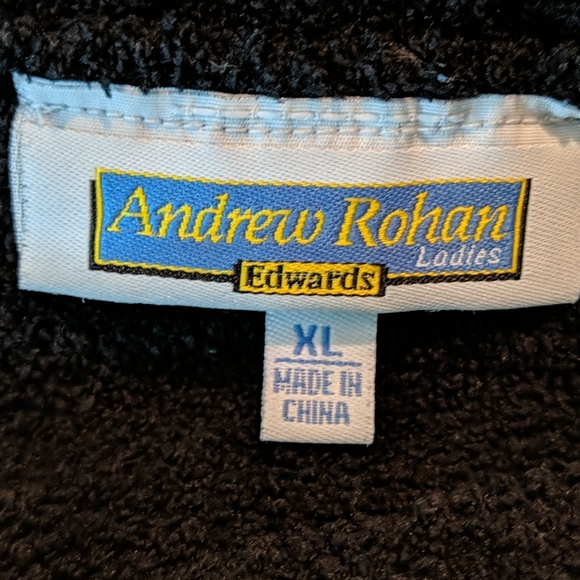 Andrew Rohan
Ladies
Edwards
XL
MADE IN
CHINA